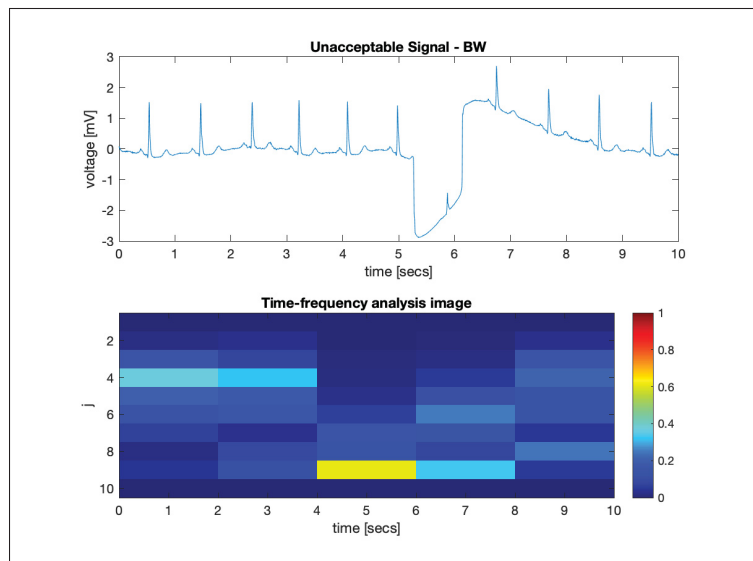 Unacceptable Signal - BW
3
2
1
0
-1
-2
-3
voltage [mV]
0 1 2 3 4 5 6 7 8 9 10
time [secs]
Time-frequency analysis image
2
4
6
8
10
j
0 1 2 3 4 5 6 7 8 9 10
time [secs]
1
0.8
0.6
0.4
0.2
0